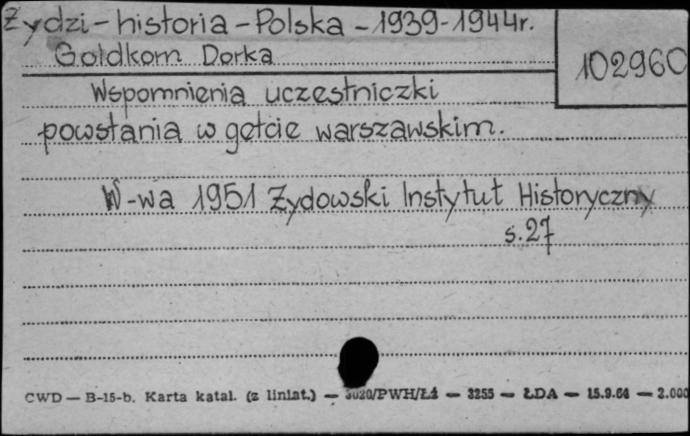 Żydzi - historia - Polska - 1939-1944r.
Goldkorn Dorka
102960
Wspomnienia uczestniczki
powstania w getcie warszawskim.
W-wa 1951 Żydowski Instytut Historyczny
s. 27
CWD — B-15-b. Karta katal. (z liniat.) — 3020/PWH/Łź — 3255 — ŁDA — 15.9.64 — 2.000